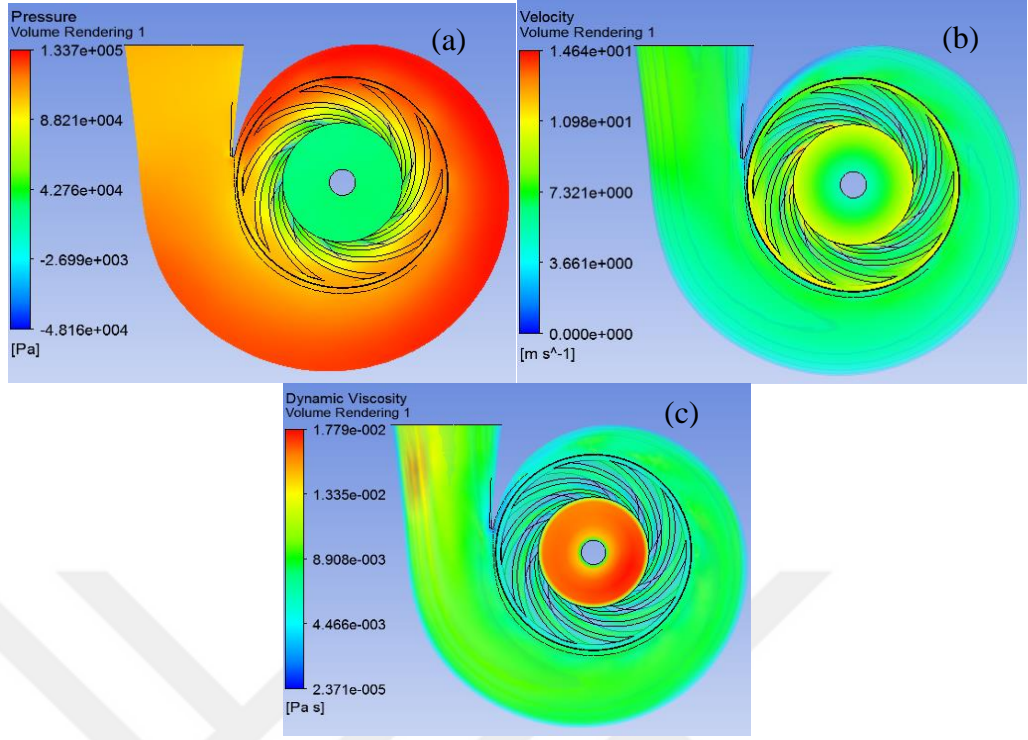 Pressure
Volume Rendering 1
1.337e+005
8.821e+004
4.276e+004
-2.699e+003
-4.816e+004
[Pa]
(a)
Velocity
Volume Rendering 1
1.464e+001
1.098e+001
7.321e+000
3.661e+000
0.000e+000
[m s^-1]
(b)
Dynamic Viscosity
Volume Rendering 1
1.779e-002
1.335e-002
8.908e-003
4.466e-003
2.371e-005
[Pa s]
(c)